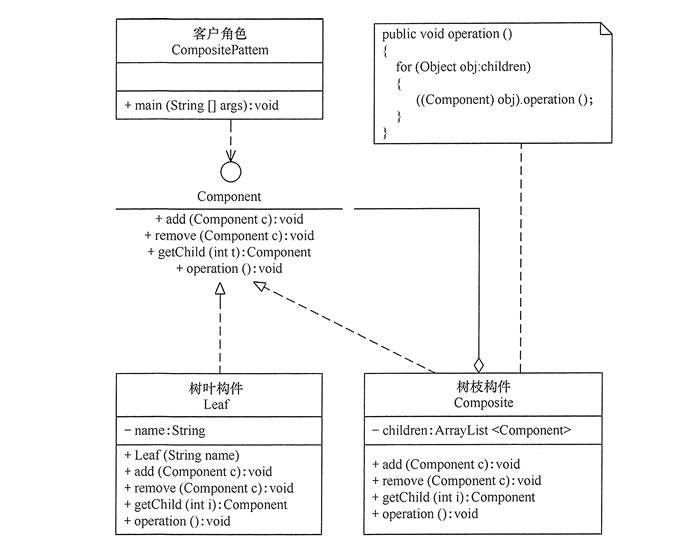 客户角色
CompositePattem
+ main (String [] args): void
public void operation ()
{
for (Object obj:children)
{
((Component) obj).operation ();
}
}
Component
+ add (Component c): void
+ remove (Component c): void
+ getChild (int t): Component
+ operation (): void
树叶构件
Leaf
− name: String
+ Leaf (String name)
+ add (Component c): void
+ remove (Component c): void
+ getChild (int i): Component
+ operation (): void
树枝构件
Composite
− children: ArrayList <Component>
+ add (Component c): void
+ remove (Component c): void
+ getChild (int i): Component
+ operation (): void